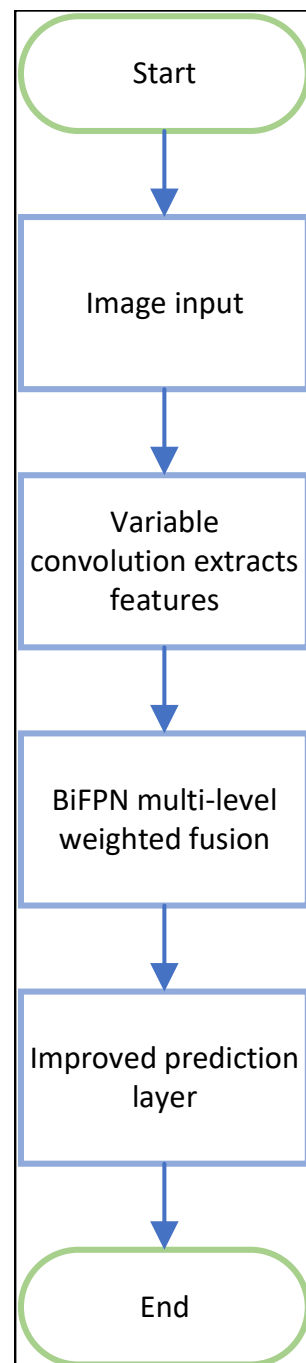 Start
Image input
Variable
convolution extracts
features
BiFPN multi-level
weighted fusion
Improved prediction
layer
End